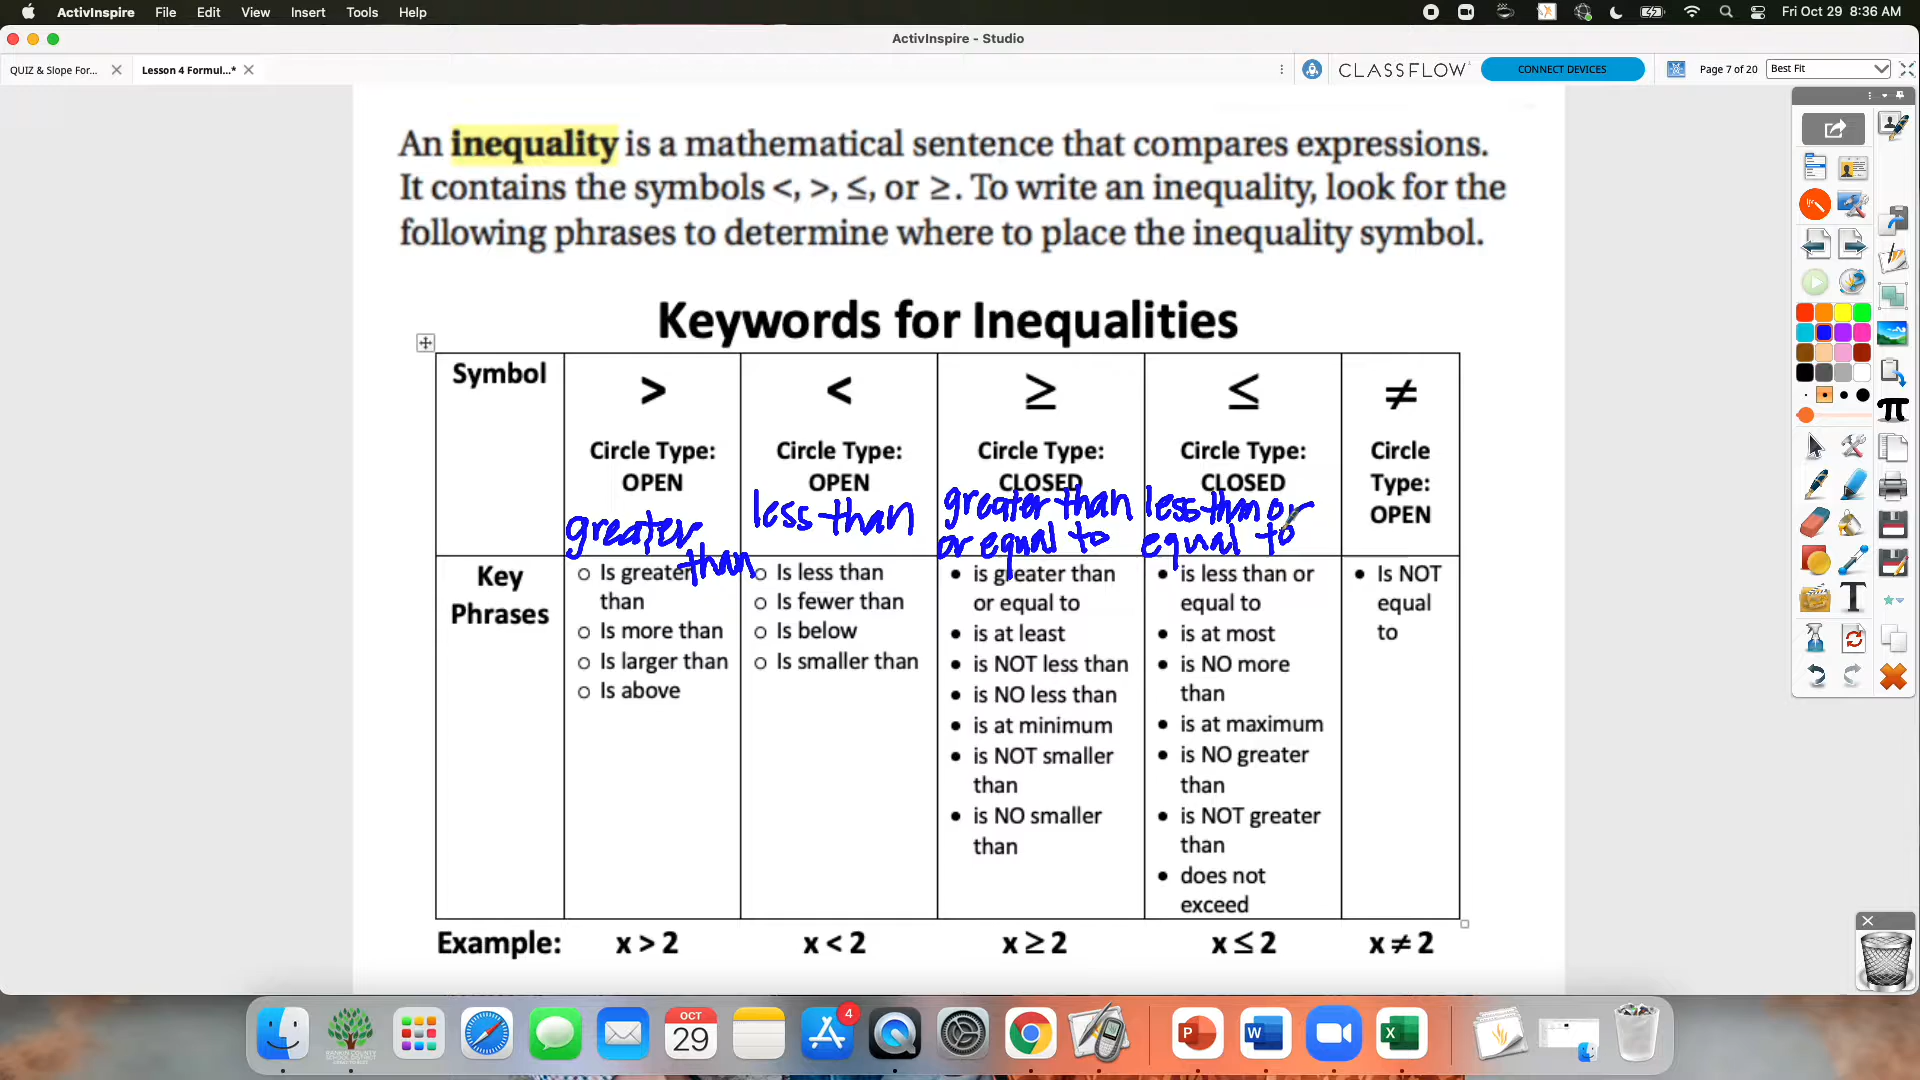 ActivInspire File Edit View Insert Tools Help Fri Oct 29 8:36 AM
ActivInspire - Studio
QUIZ & Slope For... Lesson 4 Formul...* CLASSFLOW CONNECT DEVICES Page 7 of 20 Best Fit
An inequality is a mathematical sentence that compares expressions.
It contains the symbols <, >, ≤, or ≥. To write an inequality, look for the
following phrases to determine where to place the inequality symbol.
Keywords for Inequalities
Symbol
>
Circle Type:
OPEN
greater
than
<
Circle Type:
OPEN
less than
≥
Circle Type:
CLOSED
greater than
or equal to
≤
Circle Type:
CLOSED
less than or
equal to
≠
Circle
Type:
OPEN
Key
Phrases
Is greater
than
Is more than
Is larger than
Is above
Is less than
Is fewer than
Is below
Is smaller than
is greater than
or equal to
is at least
is NOT less than
is NO less than
is at minimum
is NOT smaller
than
is NO smaller
than
is less than or
equal to
is at most
is NO more
than
is at maximum
is NO greater
than
is NOT greater
than
does not
exceed
Is NOT
equal
to
Example: x > 2 x < 2 x ≥ 2 x ≤ 2 x ≠ 2
OCT
29
4
P
W
X